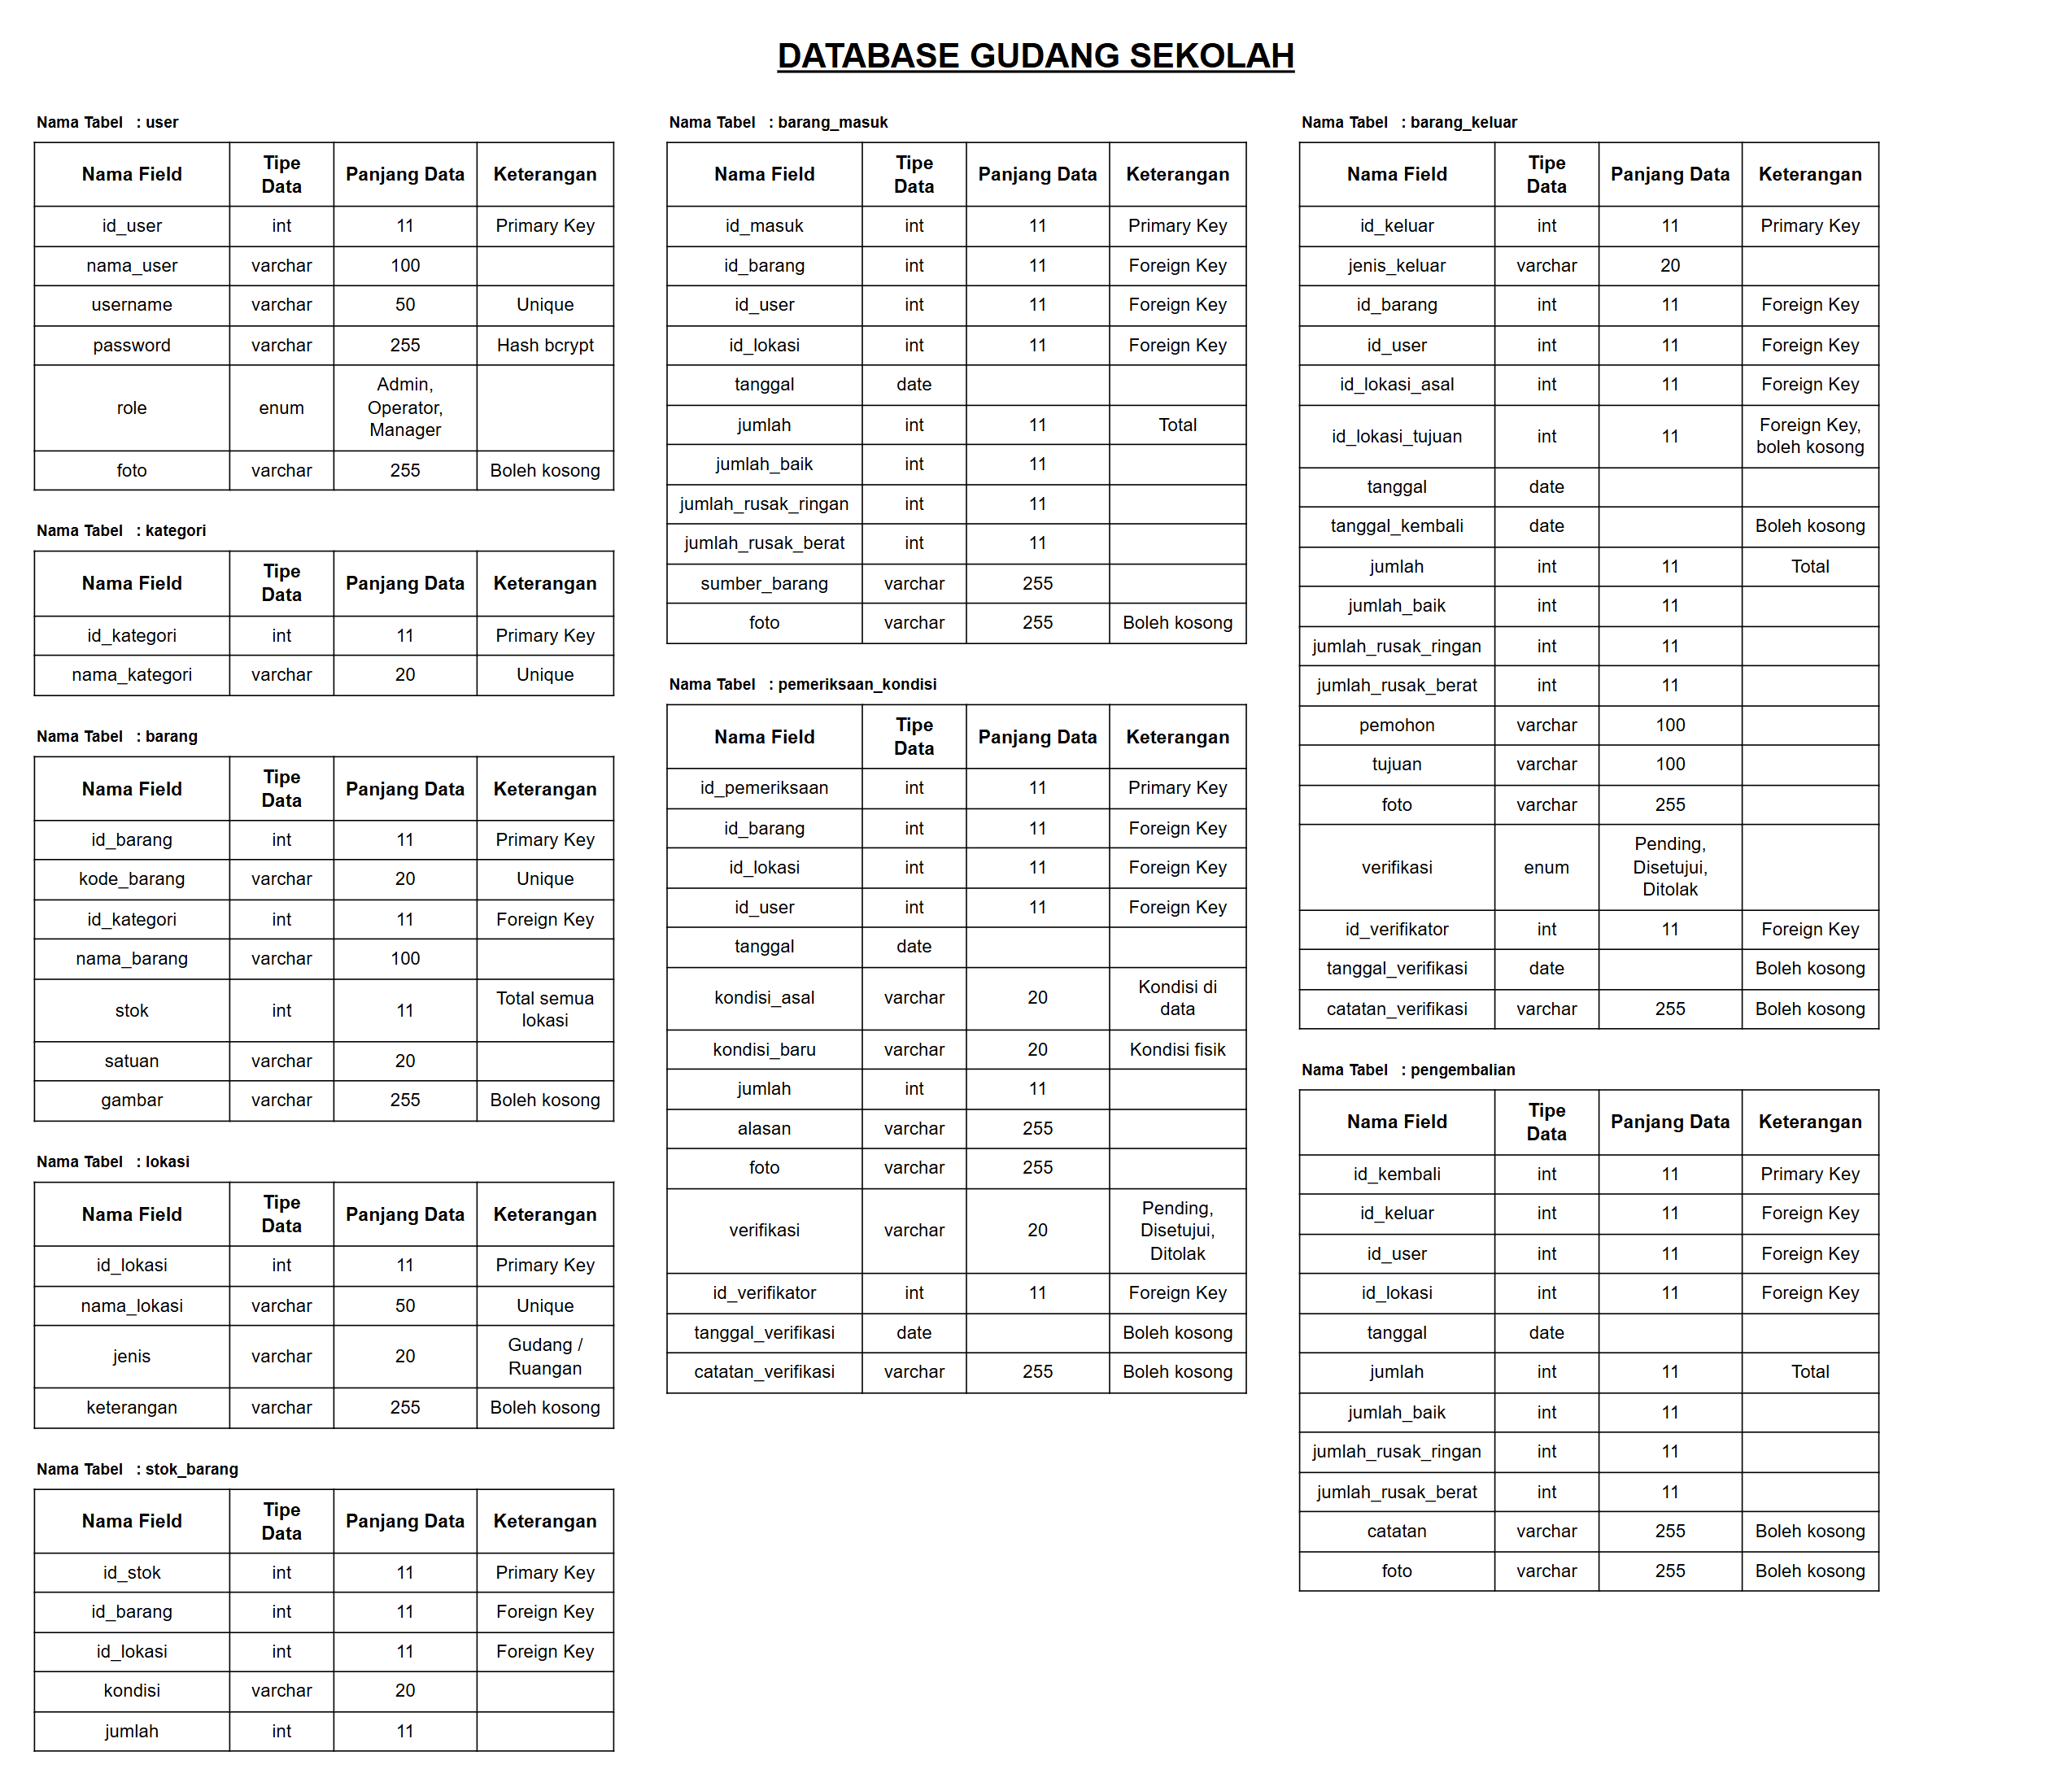 DATABASE GUDANG SEKOLAH
Nama Tabel : user
Nama Field Tipe Data Panjang Data Keterangan
id_user int 11 Primary Key
nama_user varchar 100
username varchar 50 Unique
password varchar 255 Hash bcrypt
role enum Admin, Operator, Manager
foto varchar 255 Boleh kosong
Nama Tabel : kategori
Nama Field Tipe Data Panjang Data Keterangan
id_kategori int 11 Primary Key
nama_kategori varchar 20 Unique
Nama Tabel : barang
Nama Field Tipe Data Panjang Data Keterangan
id_barang int 11 Primary Key
kode_barang varchar 20 Unique
id_kategori int 11 Foreign Key
nama_barang varchar 100
stok int 11 Total semua lokasi
satuan varchar 20
gambar varchar 255 Boleh kosong
Nama Tabel : lokasi
Nama Field Tipe Data Panjang Data Keterangan
id_lokasi int 11 Primary Key
nama_lokasi varchar 50 Unique
jenis varchar 20 Gudang / Ruangan
keterangan varchar 255 Boleh kosong
Nama Tabel : stok_barang
Nama Field Tipe Data Panjang Data Keterangan
id_stok int 11 Primary Key
id_barang int 11 Foreign Key
id_lokasi int 11 Foreign Key
kondisi varchar 20
jumlah int 11
Nama Tabel : barang_masuk
Nama Field Tipe Data Panjang Data Keterangan
id_masuk int 11 Primary Key
id_barang int 11 Foreign Key
id_user int 11 Foreign Key
id_lokasi int 11 Foreign Key
tanggal date
jumlah int 11 Total
jumlah_baik int 11
jumlah_rusak_ringan int 11
jumlah_rusak_berat int 11
sumber_barang varchar 255
foto varchar 255 Boleh kosong
Nama Tabel : pemeriksaan_kondisi
Nama Field Tipe Data Panjang Data Keterangan
id_pemeriksaan int 11 Primary Key
id_barang int 11 Foreign Key
id_lokasi int 11 Foreign Key
id_user int 11 Foreign Key
tanggal date
kondisi_asal varchar 20 Kondisi di data
kondisi_baru varchar 20 Kondisi fisik
jumlah int 11
alasan varchar 255
foto varchar 255
verifikasi varchar 20 Pending, Disetujui, Ditolak
id_verifikator int 11 Foreign Key
tanggal_verifikasi date Boleh kosong
catatan_verifikasi varchar 255 Boleh kosong
Nama Tabel : barang_keluar
Nama Field Tipe Data Panjang Data Keterangan
id_keluar int 11 Primary Key
jenis_keluar varchar 20
id_barang int 11 Foreign Key
id_user int 11 Foreign Key
id_lokasi_asal int 11 Foreign Key
id_lokasi_tujuan int 11 Foreign Key, boleh kosong
tanggal date
tanggal_kembali date Boleh kosong
jumlah int 11 Total
jumlah_baik int 11
jumlah_rusak_ringan int 11
jumlah_rusak_berat int 11
pemohon varchar 100
tujuan varchar 100
foto varchar 255
verifikasi enum Pending, Disetujui, Ditolak
id_verifikator int 11 Foreign Key
tanggal_verifikasi date Boleh kosong
catatan_verifikasi varchar 255 Boleh kosong
Nama Tabel : pengembalian
Nama Field Tipe Data Panjang Data Keterangan
id_kembali int 11 Primary Key
id_keluar int 11 Foreign Key
id_user int 11 Foreign Key
id_lokasi int 11 Foreign Key
tanggal date
jumlah int 11 Total
jumlah_baik int 11
jumlah_rusak_ringan int 11
jumlah_rusak_berat int 11
catatan varchar 255 Boleh kosong
foto varchar 255 Boleh kosong